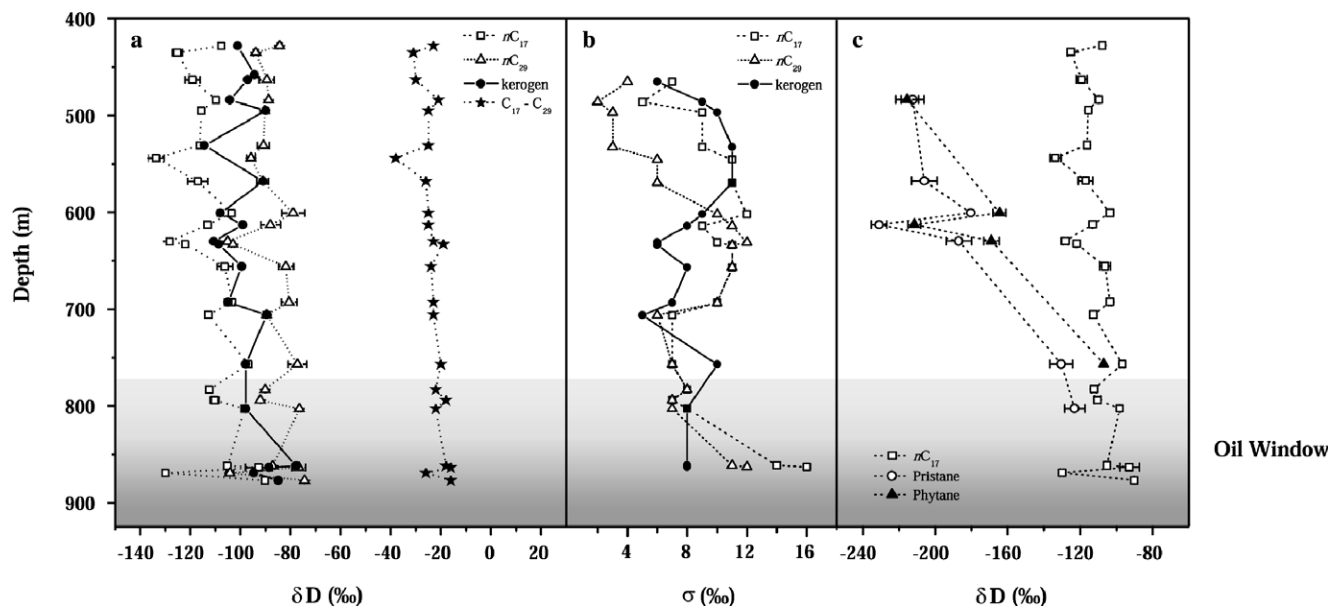 a
nC17
nC29
kerogen
C17 - C29
b
nC17
nC29
kerogen
c
nC17
Pristane
Phytane
Depth (m)
400
500
600
700
800
900
Oil Window
-140 -120 -100 -80 -60 -40 -20 0 20
4 8 12 16
-240 -200 -160 -120 -80
δD (‰)
σ (‰)
δD (‰)